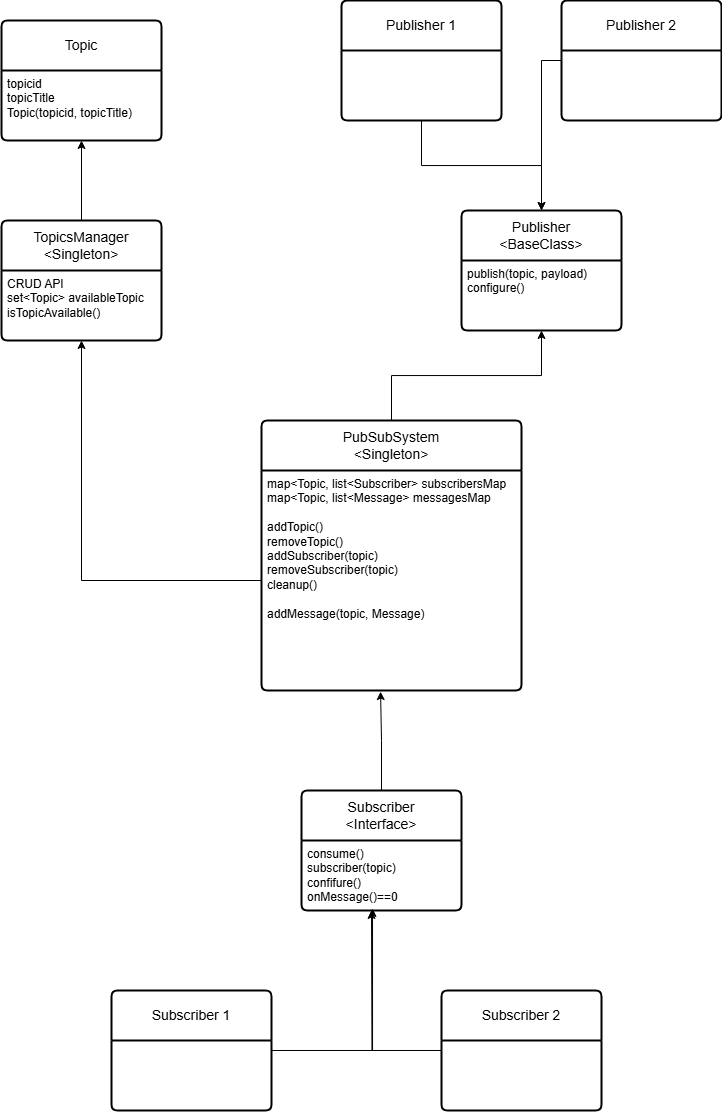 Topic
topicid
topicTitle
Topic(topicid, topicTitle)
Publisher 1
Publisher 2
TopicsManager
<Singleton>
CRUD API
set<Topic> availableTopic
isTopicAvailable()
Publisher
<BaseClass>
publish(topic, payload)
configure()
PubSubSystem
<Singleton>
map<Topic, list<Subscriber> subscribersMap
map<Topic, list<Message> messagesMap
addTopic()
removeTopic()
addSubscriber(topic)
removeSubscriber(topic)
cleanup()
addMessage(topic, Message)
Subscriber
<Interface>
consume()
subscriber(topic)
confifure()
onMessage()==0
Subscriber 1
Subscriber 2